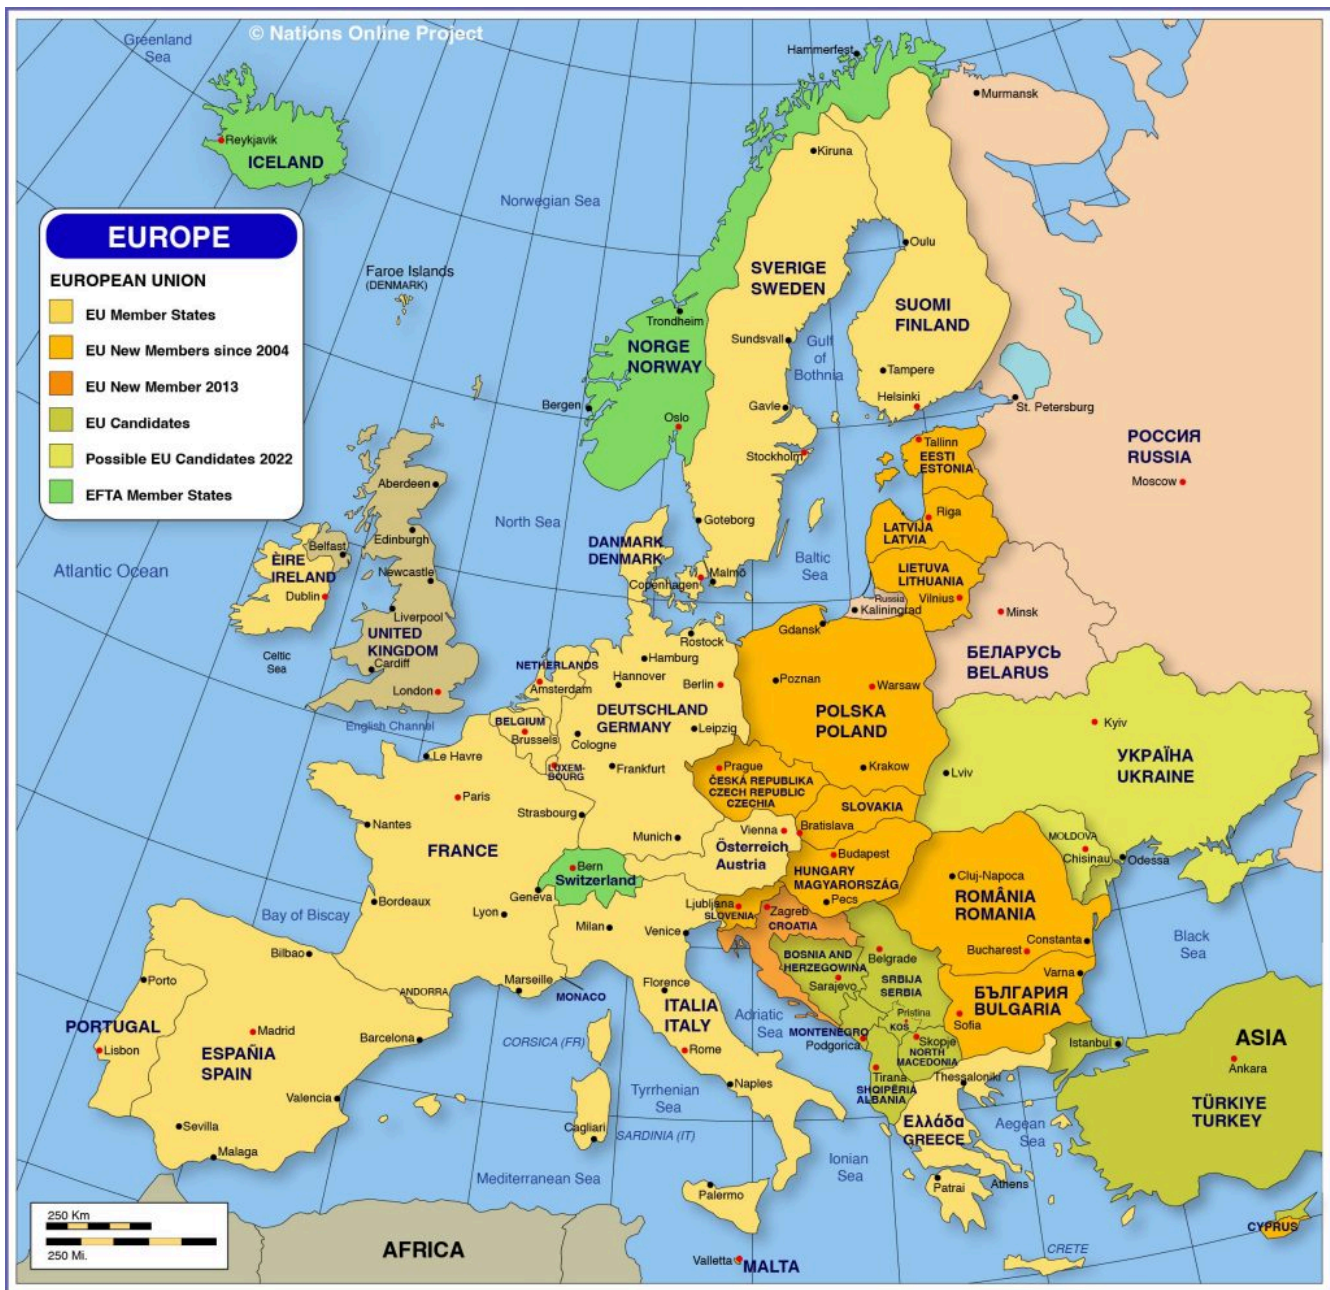 © Nations Online Project
Greenland
Sea
Hammerfest
Murmansk
Reykjavik
ICELAND
Kiruna
Norwegian Sea
EUROPE
EUROPEAN UNION
EU Member States
EU New Members since 2004
EU New Member 2013
EU Candidates
Possible EU Candidates 2022
EFTA Member States
Faroe Islands
(DENMARK)
Oulu
SVERIGE
SWEDEN
SUOMI
FINLAND
Trondheim
NORGE
NORWAY
Sundsvall
Gulf
of
Bothnia
Tampere
Helsinki
St. Petersburg
Bergen
Gavle
Oslo
Stockholm
Tallinn
EESTI
ESTONIA
РОССИЯ
RUSSIA
Moscow
Aberdeen
North Sea
Goteborg
Riga
LATVIJA
LATVIA
Edinburgh
Belfast
DANMARK
DENMARK
Baltic
Sea
LIETUVA
LITHUANIA
Atlantic Ocean
ÈIRE
IRELAND
Dublin
Newcastle
Malmö
Copenhagen
Russia
Kaliningrad
Vilnius
Minsk
Liverpool
UNITED
KINGDOM
Gdansk
Rostock
БЕЛАРУСЬ
BELARUS
Celtic
Sea
Cardiff
NETHERLANDS
Hamburg
Hannover
Amsterdam
Berlin
Poznan
Warsaw
London
English Channel
BELGIUM
Brussels
DEUTSCHLAND
GERMANY
Leipzig
POLSKA
POLAND
Kyiv
Cologne
Le Havre
LUXEM-
BOURG
Frankfurt
Prague
ČESKA REPUBLIKA
CZECH REPUBLIC
CZECHIA
Krakow
Lviv
УКРАЇНА
UKRAINE
Paris
Strasbourg
SLOVAKIA
Nantes
Munich
Vienna
Bratislava
MOLDOVA
Chisinau
Odessa
FRANCE
Österreich
Austria
Budapest
HUNGARY
MAGYARORSZÁG
Bern
Switzerland
Geneva
Cluj-Napoca
ROMÂNIA
ROMANIA
Pecs
Bordeaux
Lyon
Bay of Biscay
Ljubljana
SLOVENIA
Zagreb
CROATIA
Milan
Venice
Bilbao
BOSNIA AND
HERZEGOWINA
Sarajevo
Belgrade
SRBIJA
SERBIA
Bucharest
Constanta
Black
Sea
Porto
Marseille
MONACO
ANDORRA
Florence
ITALIA
ITALY
Varna
БЪЛГАРИЯ
BULGARIA
Sofia
PORTUGAL
Lisbon
Madrid
ESPAÑIA
SPAIN
Barcelona
CORSICA (FR)
Rome
Adriatic
Sea
MONTENEGRO
Podgorica
Pristina
KOS
Skopje
NORTH
MACEDONIA
Istanbul
ASIA
Ankara
Tirana
SHQIPËRIA
ALBANIA
Thessaloniki
Valencia
Tyrrhenian
Sea
Naples
TÜRKIYE
TURKEY
Sevilla
Malaga
Cagliari
SARDINIA (IT)
Ελλάδα
GREECE
Aegean
Sea
Mediterranean Sea
Ionian
Sea
Palermo
Patrai
Athens
250 Km
250 Mi.
AFRICA
Valletta
MALTA
CRETE
CYPRUS